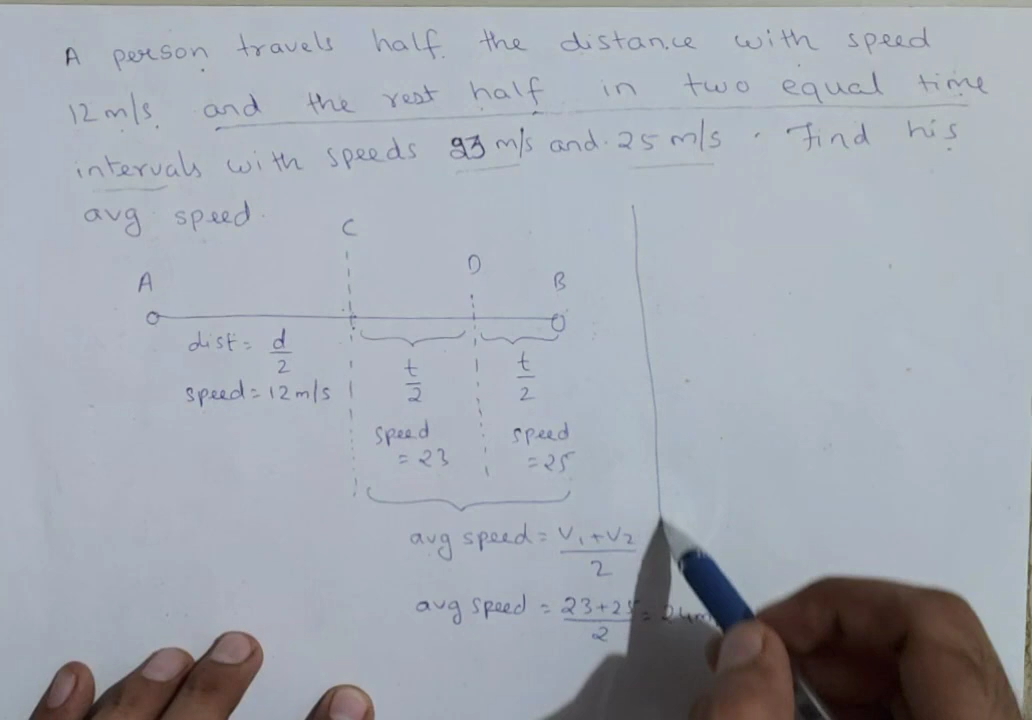 A person travels half the distance with speed
12 m/s and the rest half in two equal time
intervals with speeds 23 m/s and 25 m/s. Find his
avg speed.
C
D
A
B
dist = d/2
t/2
t/2
speed = 12 m/s
speed
= 23
speed
= 25
avg speed = V₁+V₂/2
avg speed = 23+25/2 = 24m